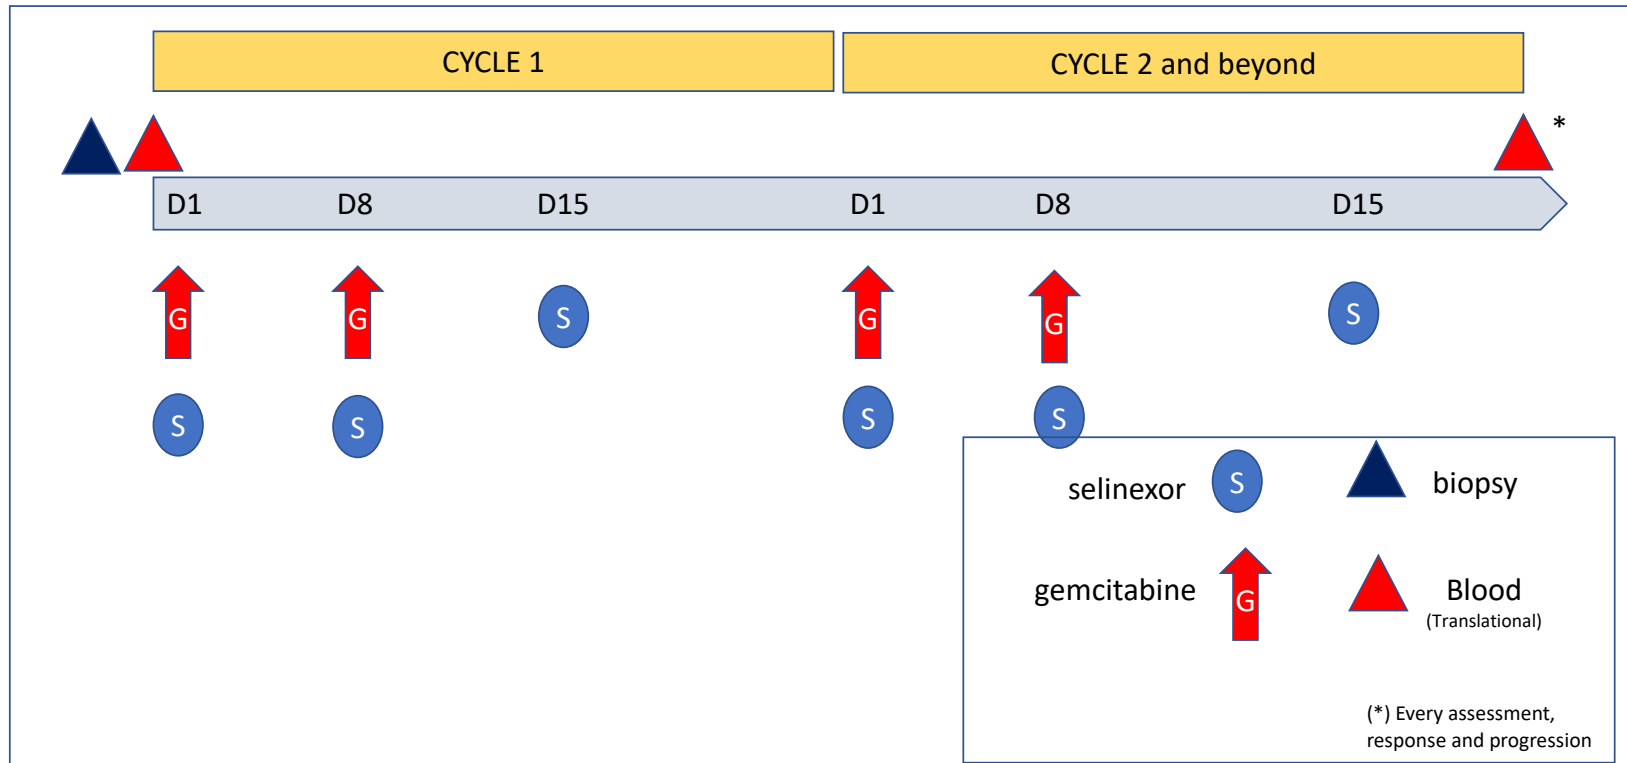 CYCLE 1
CYCLE 2 and beyond
*
D1 D8 D15 D1 D8 D15
G G S G G S
S S S S
selinexor S biopsy
gemcitabine G Blood
(Translational)
(*) Every assessment,
response and progression